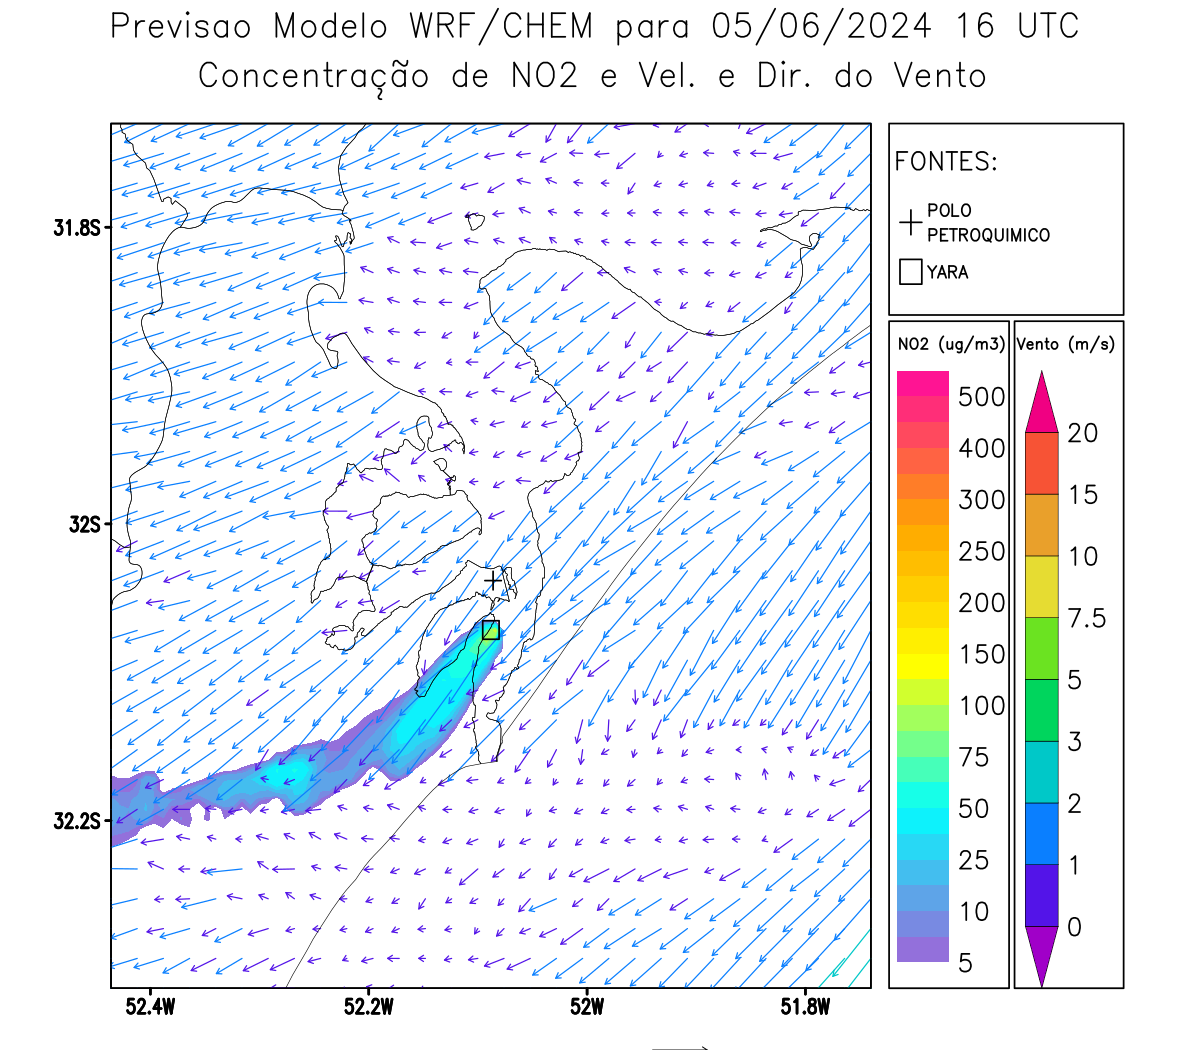 Previsao Modelo WRF/CHEM para 05/06/2024 16 UTC
Concentração de NO2 e Vel. e Dir. do Vento
FONTES:
POLO
PETROQUIMICO
YARA
NO2 (ug/m3)
500
400
300
250
200
150
100
75
50
25
10
5
Vento (m/s)
20
15
10
7.5
5
3
2
1
0
31.8S
32S
32.2S
52.4W
52.2W
52W
51.8W